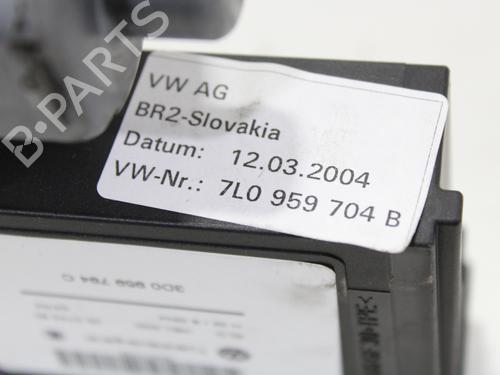 B-PARTS
VW AG
BR2-Slovakia
Datum: 12.03.2004
VW-Nr.: 7L0 959 704 B
3D0 959 794 C